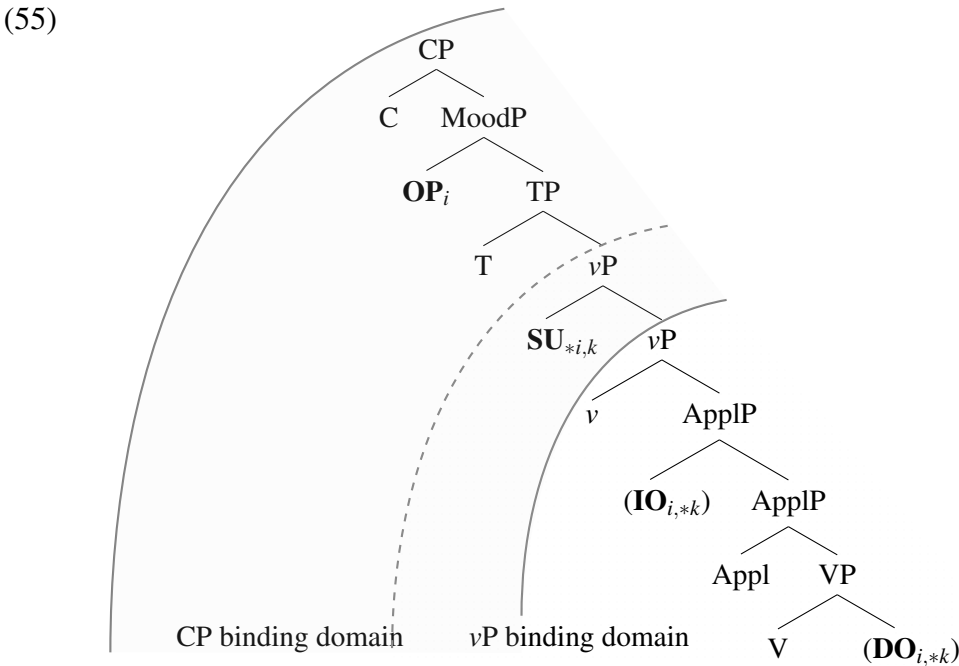 (55)
CP
C MoodP
OPᵢ TP
T vP
SU*i,k vP
v ApplP
(IOi,*k) ApplP
Appl VP
CP binding domain vP binding domain V (DOi,*k)